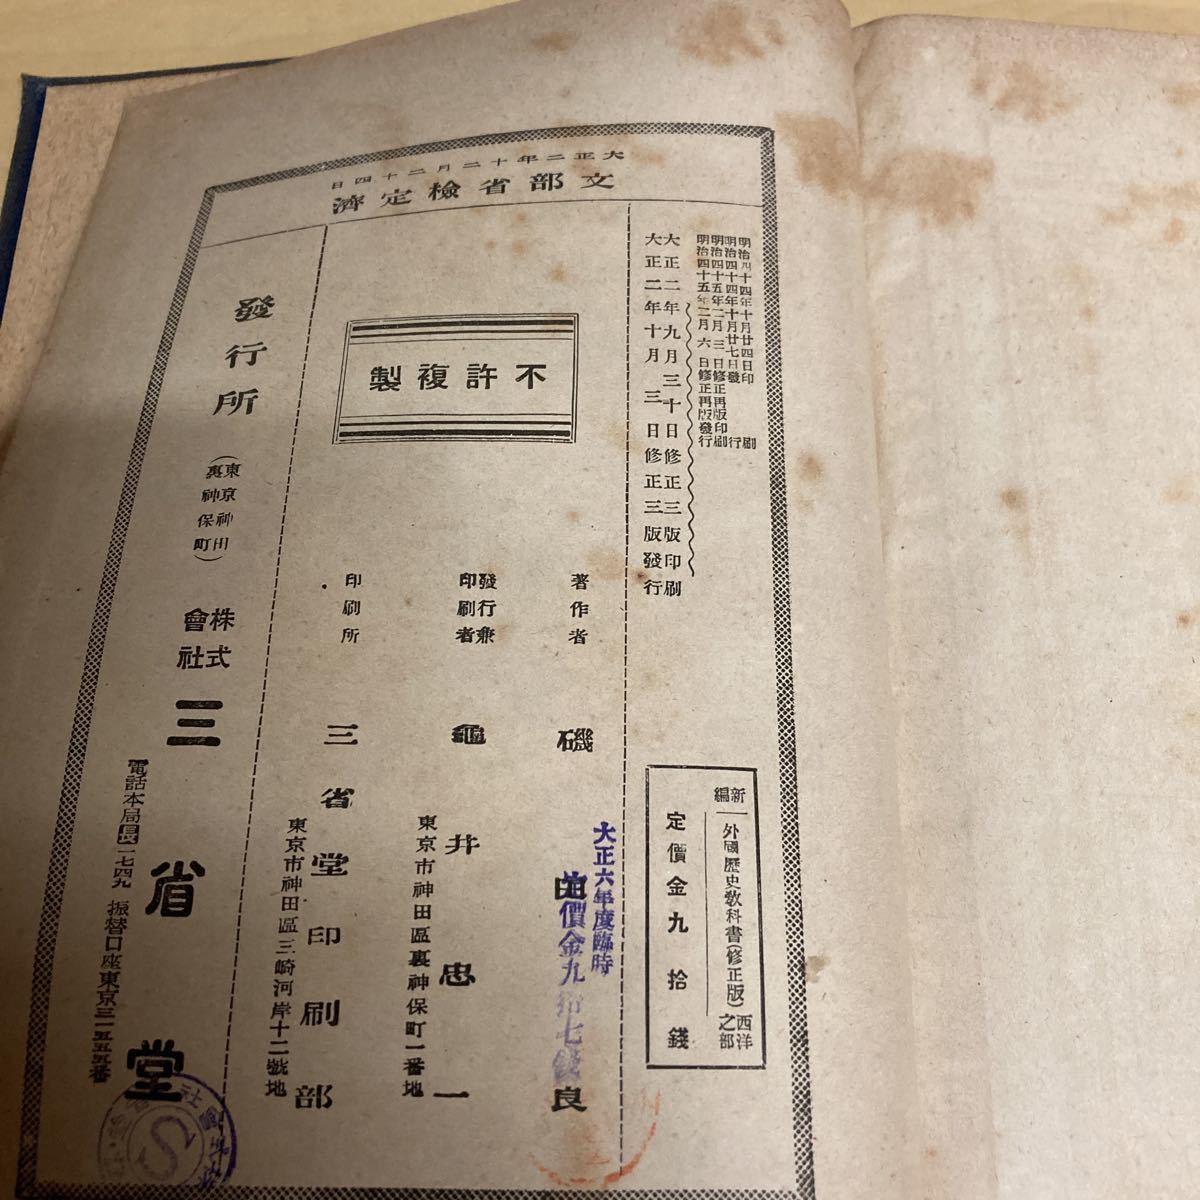 大正二年十二月二十四日
文部省檢定濟
明治四十四年十月廿四日印刷
明治四十四年十月廿七日發行
明治四十五年二月三日修正再版印刷
明治四十五年二月六日修正再版發行
大正二年九月三十日修正三版印刷
大正二年十月三日修正三版發行
新編
外國歷史敎科書(修正版)
西洋之部
定價金九拾錢
不許複製
著作者
磯田良
大正六年度臨時
定價金九拾七錢
發行兼印刷者
龜井忠一
東京市神田區裏神保町一番地
印刷所
三省堂印刷部
東京市神田區三崎河岸十二號地
發行所
(東京神田裏神保町)
株式會社
三省堂
電話本局長一七四九
振替口座東京三一五五番
S